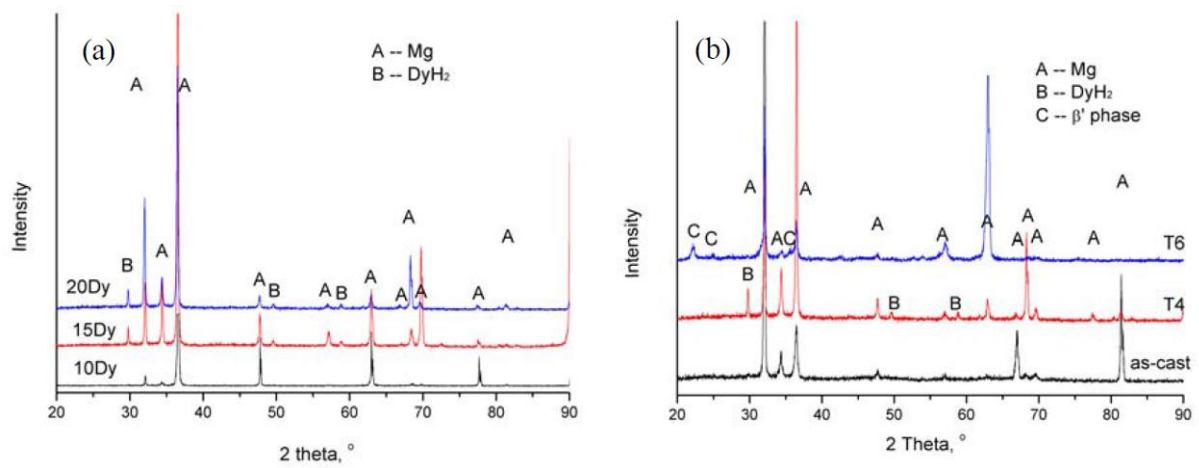 (a)
A -- Mg
B -- DyH₂
A
A
B
A
A
B
A
B
A
A
A
A
A
A
20Dy
15Dy
10Dy
Intensity
20 30 40 50 60 70 80 90
2 theta, °
(b)
A -- Mg
B -- DyH₂
C -- β' phase
A
A
A
C
C
A
C
A
A
A
A
A
A
A
T6
B
B
B
T4
as-cast
Intensity
20 30 40 50 60 70 80 90
2 Theta, °